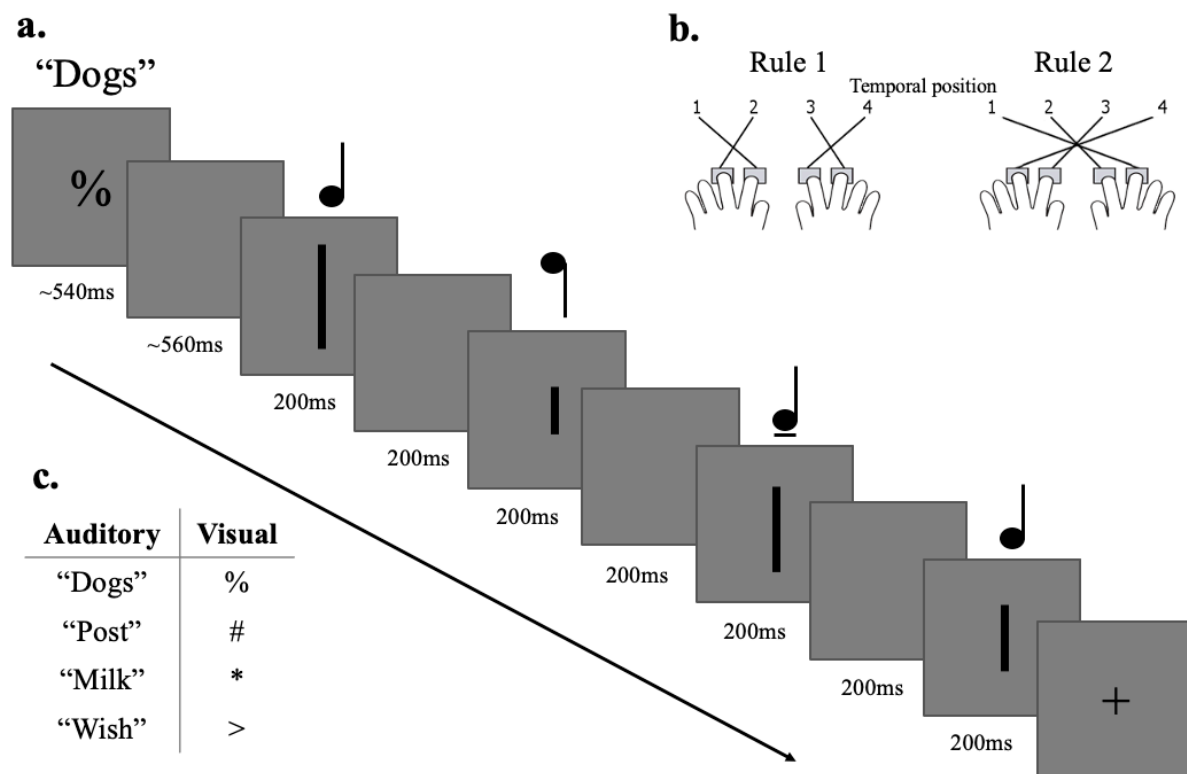 a.
“Dogs”
%
~540ms
~560ms
200ms
200ms
200ms
200ms
200ms
200ms
200ms
+
b.
Rule 1 Rule 2
Temporal position
1 2 3 4 1 2 3 4
c.
Auditory Visual
“Dogs” %
“Post” #
“Milk” *
“Wish” >